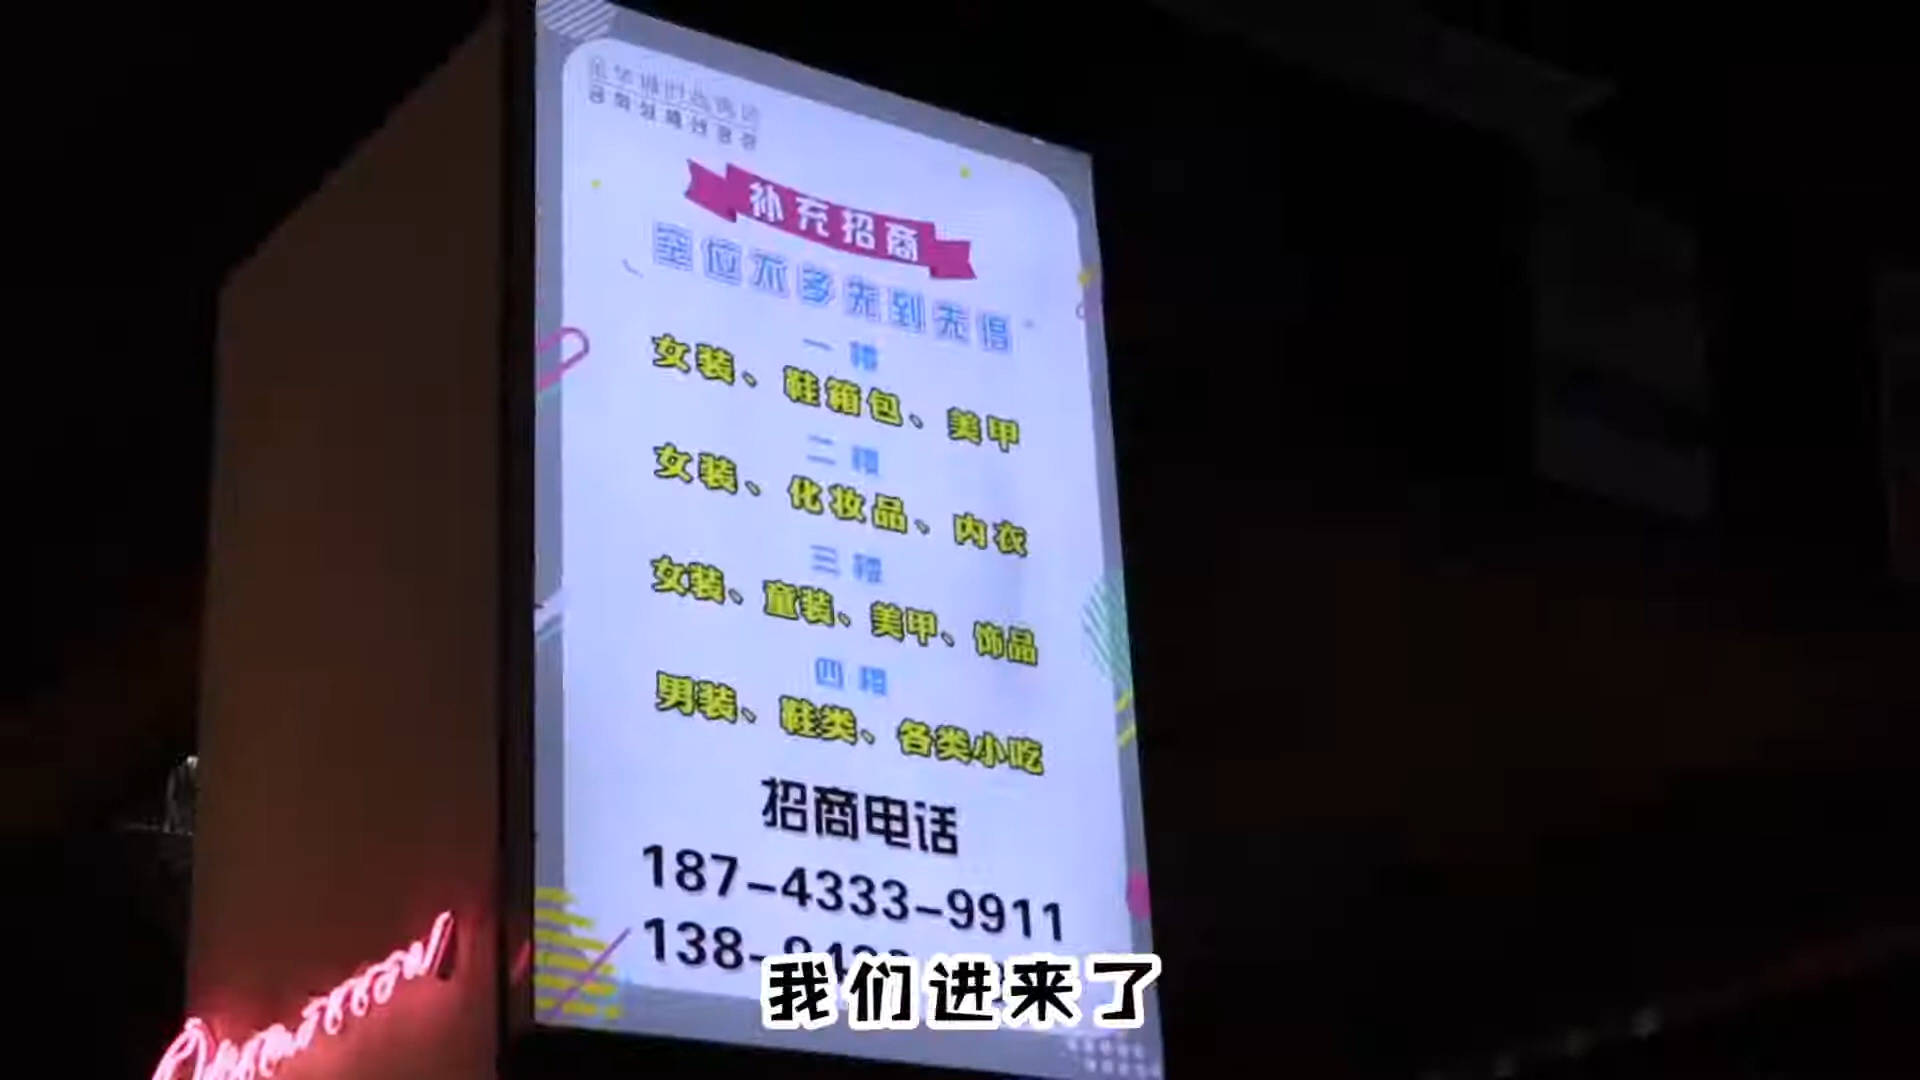 补充招商
空位不多先到先得
一楼
女装、鞋箱包、美甲
二楼
女装、化妆品、内衣
三楼
女装、童装、美甲、饰品
四楼
男装、鞋类、各类小吃
招商电话
187-4333-9911
138-
我们进来了